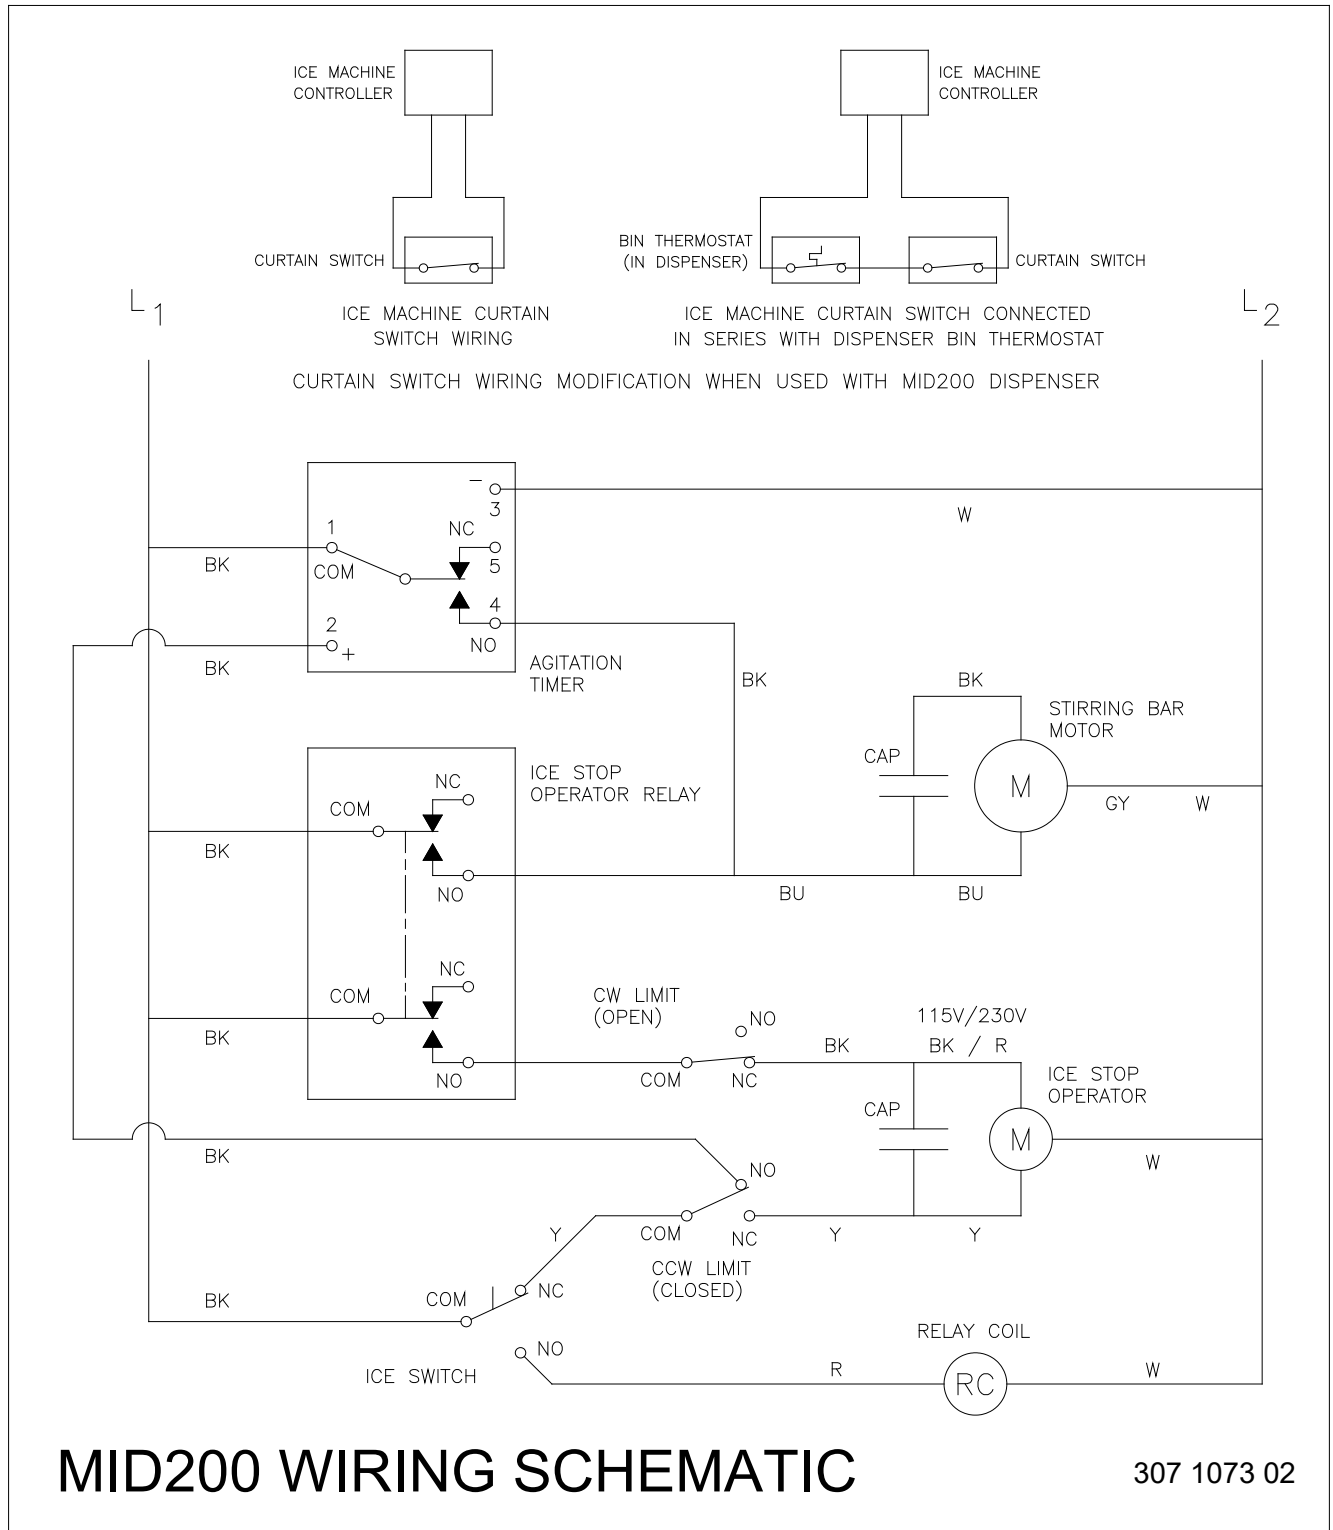 ICE MACHINE
CONTROLLER
ICE MACHINE
CONTROLLER
CURTAIN SWITCH
BIN THERMOSTAT
(IN DISPENSER)
CURTAIN SWITCH
L1
ICE MACHINE CURTAIN
SWITCH WIRING
ICE MACHINE CURTAIN SWITCH CONNECTED
IN SERIES WITH DISPENSER BIN THERMOSTAT
L2
CURTAIN SWITCH WIRING MODIFICATION WHEN USED WITH MID200 DISPENSER
–
3
W
1
NC
BK
COM
5
4
2
+
NO
BK
AGITATION
TIMER
BK
BK
STIRRING BAR
MOTOR
CAP
M
GY
W
ICE STOP
OPERATOR RELAY
NC
COM
BK
NO
BU
BU
NC
COM
BK
NO
CW LIMIT
(OPEN)
NO
COM
NC
BK
115V/230V
BK / R
ICE STOP
OPERATOR
CAP
M
W
BK
NO
Y
COM
NC
Y
Y
CCW LIMIT
(CLOSED)
BK
COM
NC
NO
ICE SWITCH
RELAY COIL
R
RC
W
MID200 WIRING SCHEMATIC
307 1073 02